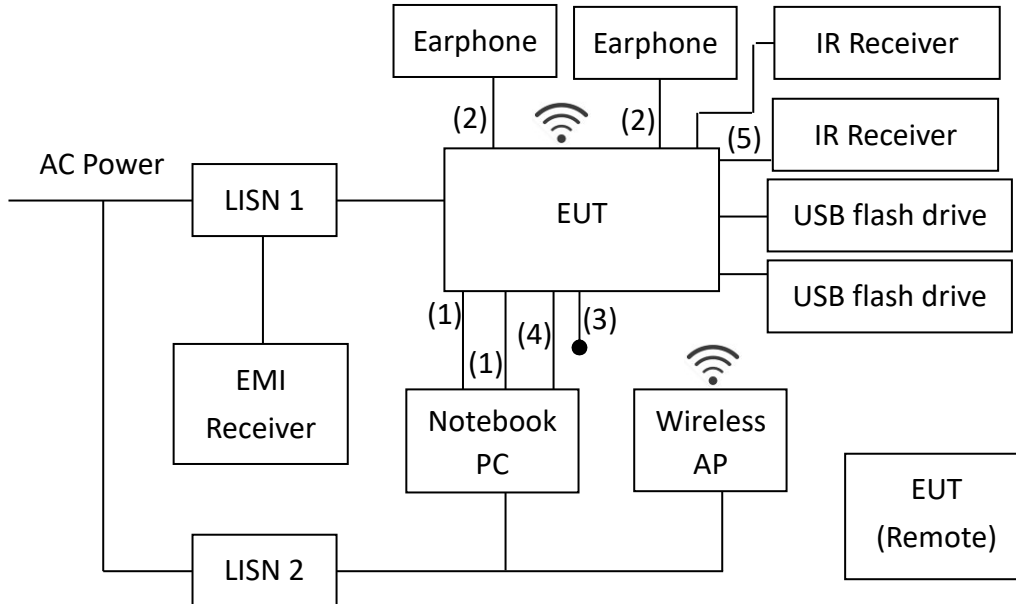 Earphone
Earphone
IR Receiver
(2)
(2)
(5)
IR Receiver
AC Power
LISN 1
EUT
USB flash drive
USB flash drive
(1)
(1)
(4)
(3)
EMI
Receiver
Notebook
PC
Wireless
AP
EUT
(Remote)
LISN 2